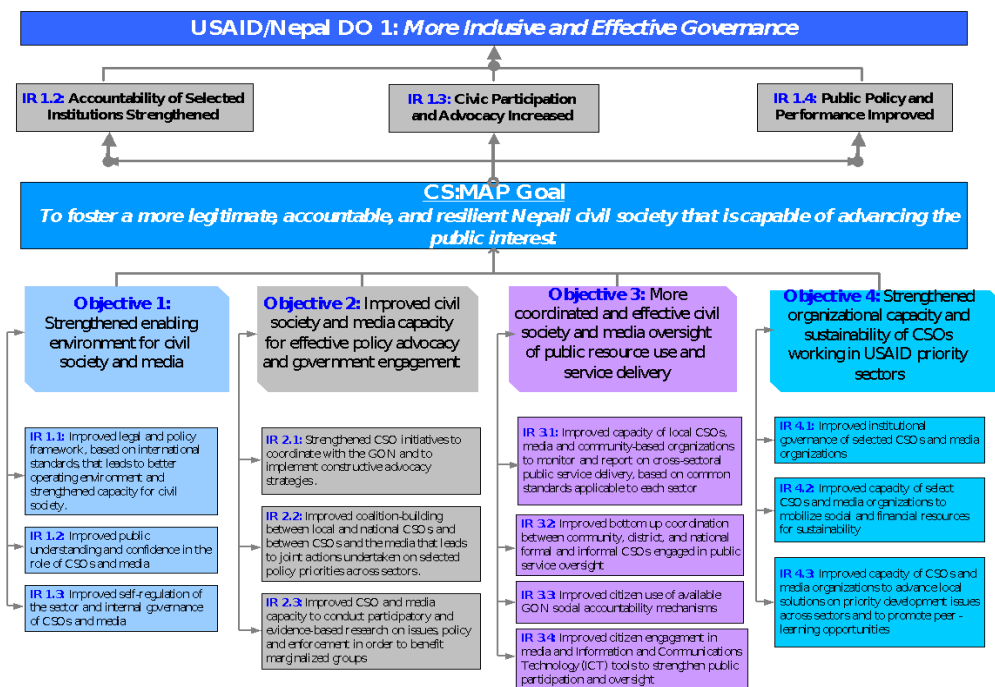 USAID/Nepal DO 1: More Inclusive and Effective Governance
IR 1.2: Accountability of Selected
Institutions Strengthened
IR 1.3: Civic Participation
and Advocacy Increased
IR 1.4: Public Policy and
Performance Improved
CS:MAP Goal
To foster a more legitimate, accountable, and resilient Nepali civil society that is capable of advancing the
public interest.
Objective 1:
Strengthened enabling
environment for civil
society and media
IR 1.1: Improved legal and policy
framework, based on international
standards, that leads to better
operating environment and
strengthened capacity for civil
society.
IR 1.2: Improved public
understanding and confidence in the
role of CSOs and media
IR 1.3: Improved self-regulation of
the sector and internal governance
of CSOs and media
Objective 2: Improved civil
society and media capacity
for effective policy advocacy
and government engagement
IR 2.1: Strengthened CSO initiatives to
coordinate with the GON and to
implement constructive advocacy
strategies.
IR 2.2: Improved coalition-building
between local and national CSOs and
between CSOs and the media that leads
to joint actions undertaken on selected
policy priorities across sectors.
IR 2.3: Improved CSO and media
capacity to conduct participatory and
evidence-based research on issues, policy
and enforcement in order to benefit
marginalized groups
Objective 3: More
coordinated and effective civil
society and media oversight
of public resource use and
service delivery
IR 3.1: Improved capacity of local CSOs,
media and community-based organizations
to monitor and report on cross-sectoral
public service delivery, based on common
standards applicable to each sector
IR 3.2: Improved bottom up coordination
between community, district, and national
formal and informal CSOs engaged in public
service oversight
IR 3.3: Improved citizen use of available
GON social accountability mechanisms
IR 3.4: Improved citizen engagement in
media and Information and Communications
Technology (ICT) tools to strengthen public
participation and oversight
Objective 4: Strengthened
organizational capacity and
sustainability of CSOs
working in USAID priority
sectors
IR 4.1: Improved institutional
governance of selected CSOs and media
organizations
IR 4.2: Improved capacity of select
CSOs and media organizations to
mobilize social and financial resources
for sustainability
IR 4.3: Improved capacity of CSOs and
media organizations to advance local
solutions on priority development issues
across sectors and to promote peer -
learning opportunities